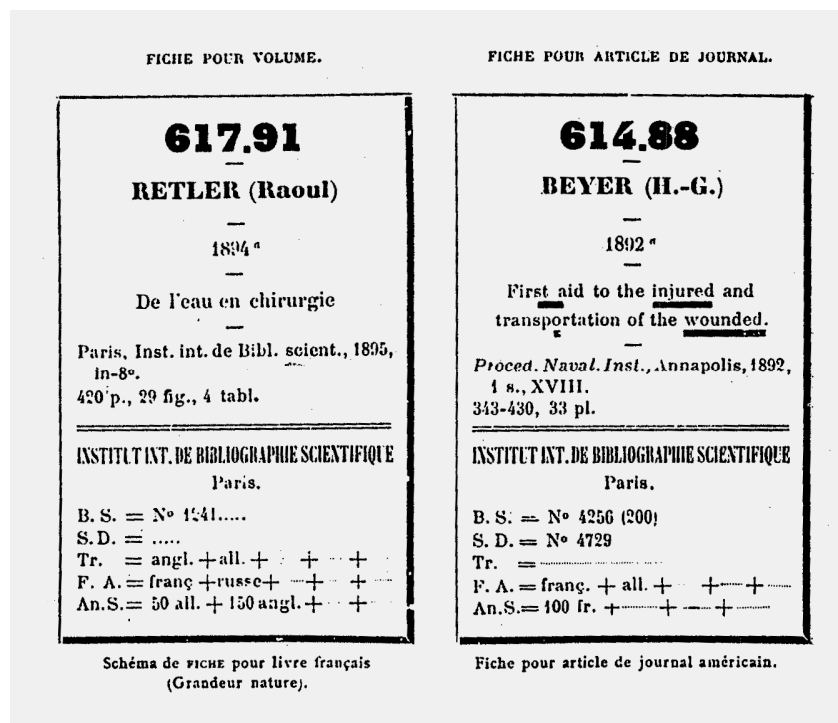 FICHE POUR VOLUME.
617.91
RETLER (Raoul)
1894 a
De l'eau en chirurgie
Paris, Inst. int. de Bibl. scient., 1895,
in-8o.
420 p., 29 fig., 4 tabl.
INSTITUT INT. DE BIBLIOGRAPHIE SCIENTIFIQUE
Paris.
B. S. = No .....
S. D. = .....
Tr. = angl. + all. + + +
F. A. = franç + russe + + +
An. S. = 50 all. + 150 angl. + +
Schéma de FICHE pour livre français
(Grandeur nature).
FICHE POUR ARTICLE DE JOURNAL.
614.88
BEYER (H.-G.)
1892 a
First aid to the injured and
transportation of the wounded.
Proced. Naval. Inst., Annapolis, 1892,
1 s., XVIII.
343-430, 33 pl.
INSTITUT INT. DE BIBLIOGRAPHIE SCIENTIFIQUE
Paris.
B. S. = No 4256 (200)
S. D. = No 4729
Tr. =
F. A. = franç. + all. + + +
An. S. = 100 fr. + + +
Fiche pour article de journal américain.